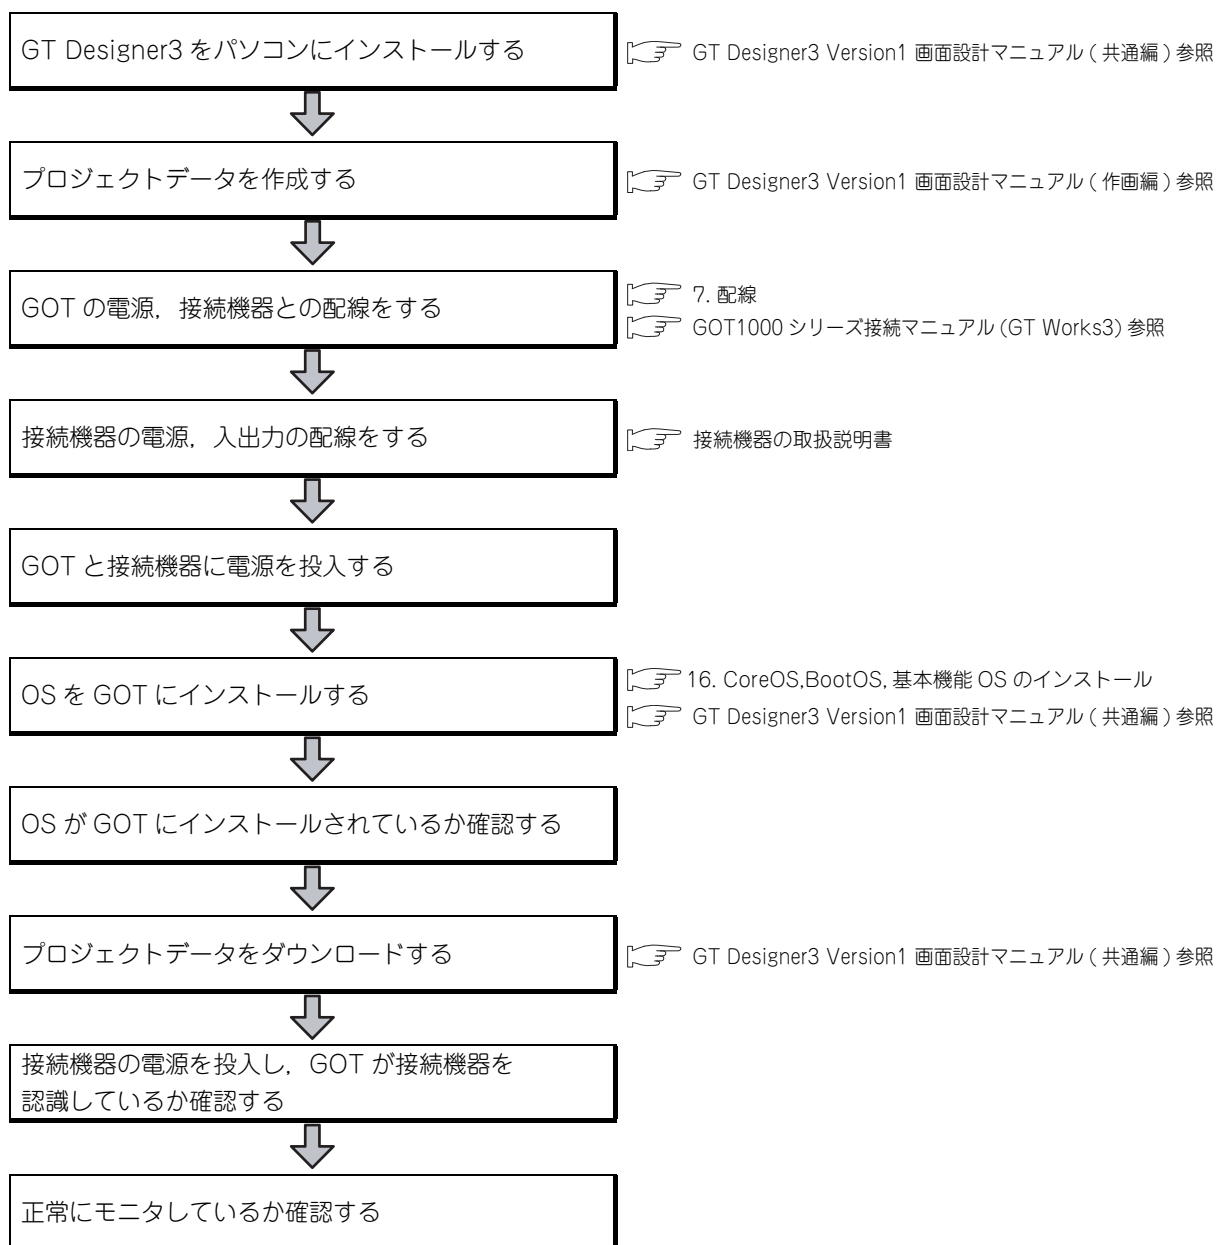 GT Designer3 をパソコンにインストールする
GT Designer3 Version1 画面設計マニュアル ( 共通編 ) 参照
プロジェクトデータを作成する
GT Designer3 Version1 画面設計マニュアル ( 作画編 ) 参照
GOT の電源，接続機器との配線をする
7. 配線
GOT1000 シリーズ接続マニュアル (GT Works3) 参照
接続機器の電源，入出力の配線をする
接続機器の取扱説明書
GOT と接続機器に電源を投入する
OS を GOT にインストールする
16. CoreOS,BootOS, 基本機能 OS のインストール
GT Designer3 Version1 画面設計マニュアル ( 共通編 ) 参照
OS が GOT にインストールされているか確認する
プロジェクトデータをダウンロードする
GT Designer3 Version1 画面設計マニュアル ( 共通編 ) 参照
接続機器の電源を投入し，GOT が接続機器を
認識しているか確認する
正常にモニタしているか確認する